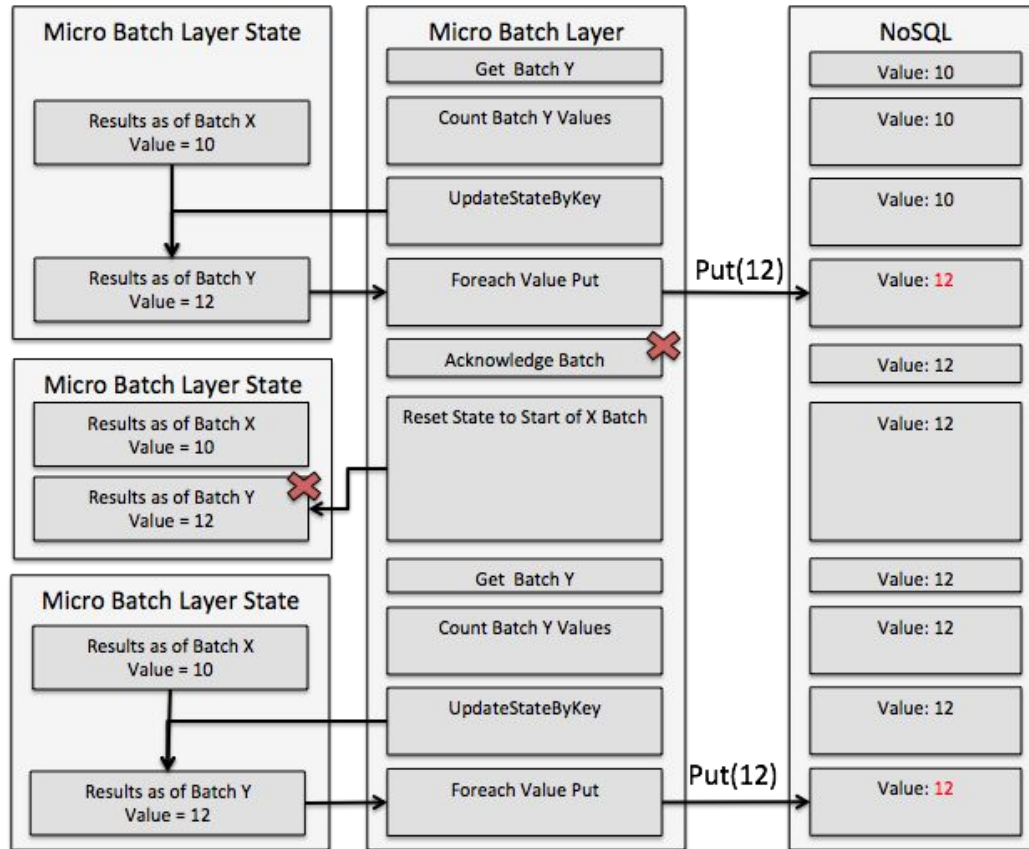 Micro Batch Layer State
Results as of Batch X
Value = 10
Results as of Batch Y
Value = 12
Micro Batch Layer State
Results as of Batch X
Value = 10
Results as of Batch Y
Value = 12
Micro Batch Layer State
Results as of Batch X
Value = 10
Results as of Batch Y
Value = 12
Micro Batch Layer
Get Batch Y
Count Batch Y Values
UpdateStateByKey
Foreach Value Put
Acknowledge Batch
Reset State to Start of X Batch
Get Batch Y
Count Batch Y Values
UpdateStateByKey
Foreach Value Put
Put(12)
Put(12)
NoSQL
Value: 10
Value: 10
Value: 10
Value: 12
Value: 12
Value: 12
Value: 12
Value: 12
Value: 12
Value: 12